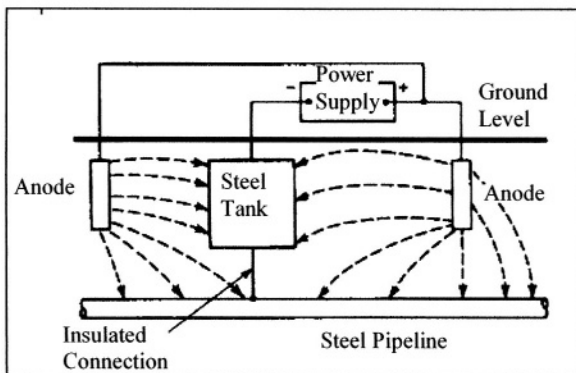 Power
- +
Supply
Ground
Level
Anode
Steel
Tank
Anode
Insulated
Connection
Steel Pipeline